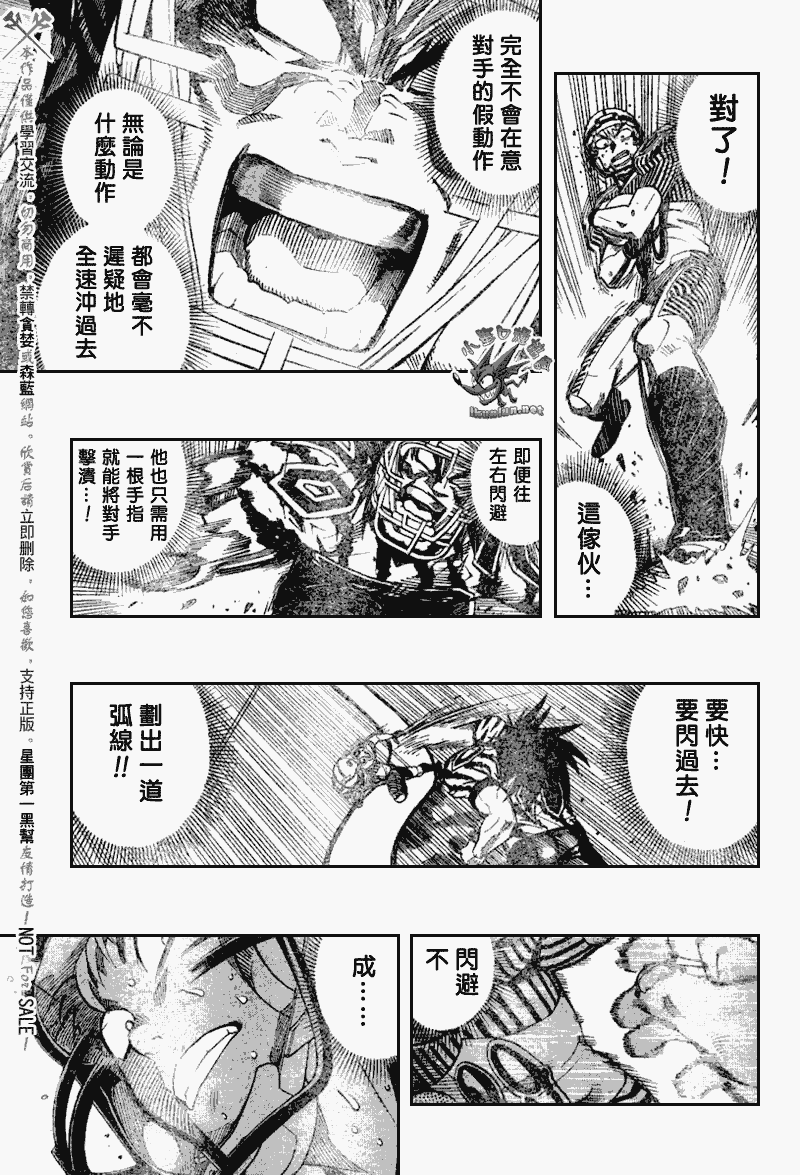 對了！
這傢伙…
完全不會在意
對手的假動作
無論是
什麼動作
都會毫不
遲疑地
全速沖過去
即便往
左右閃避
他也只需用
一根手指
就能將對手
擊潰…！
要快…
要閃過去！
劃出一道
弧線!!
閃避
不
成……
本作品僅供學習交流。切勿商用，禁轉貪婪或森藍網站。欣賞后請立即刪除，如您喜歡，支持正版。星團第一黑幫友情打造！NOT For SALE！